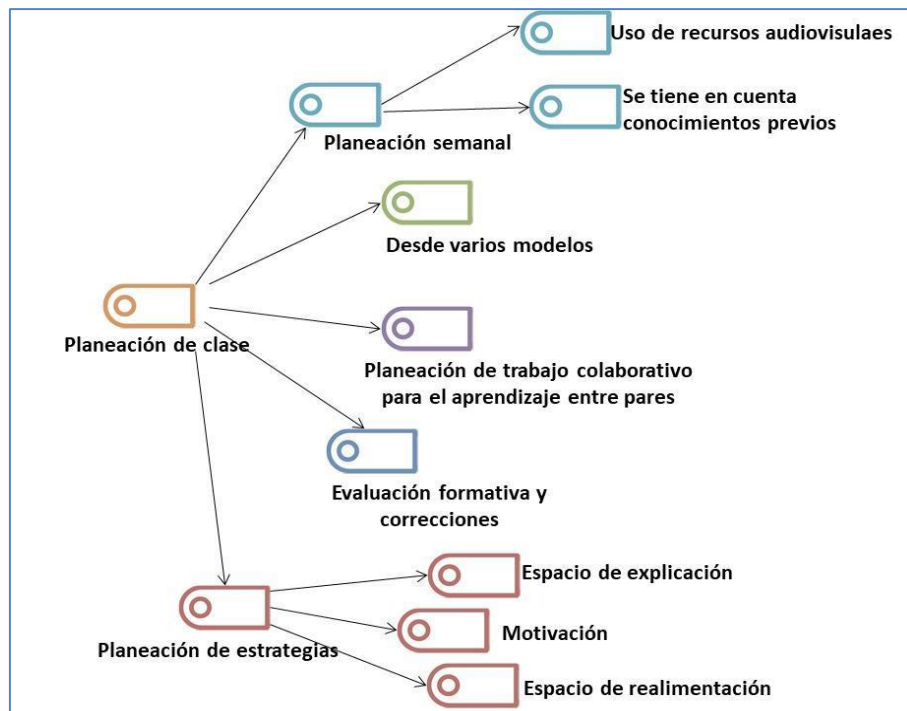 Uso de recursos audiovisulaes
Se tiene en cuenta
conocimientos previos
Planeación semanal
Desde varios modelos
Planeación de clase
Planeación de trabajo colaborativo
para el aprendizaje entre pares
Evaluación formativa y
correcciones
Espacio de explicación
Motivación
Planeación de estrategias
Espacio de realimentación